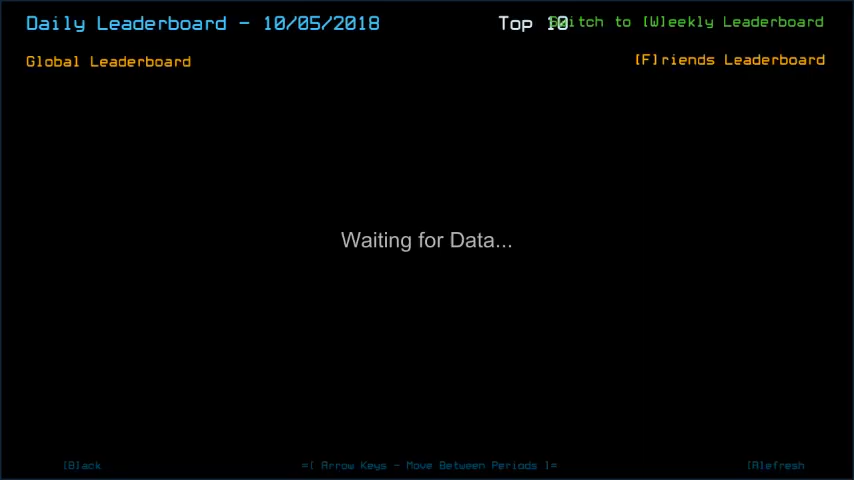 Daily Leaderboard - 10/05/2018
Top 10
Switch to [W]eekly Leaderboard
Global Leaderboard
[F]riends Leaderboard
Waiting for Data...
[B]ack
=[ Arrow Keys - Move Between Periods ]=
[R]efresh